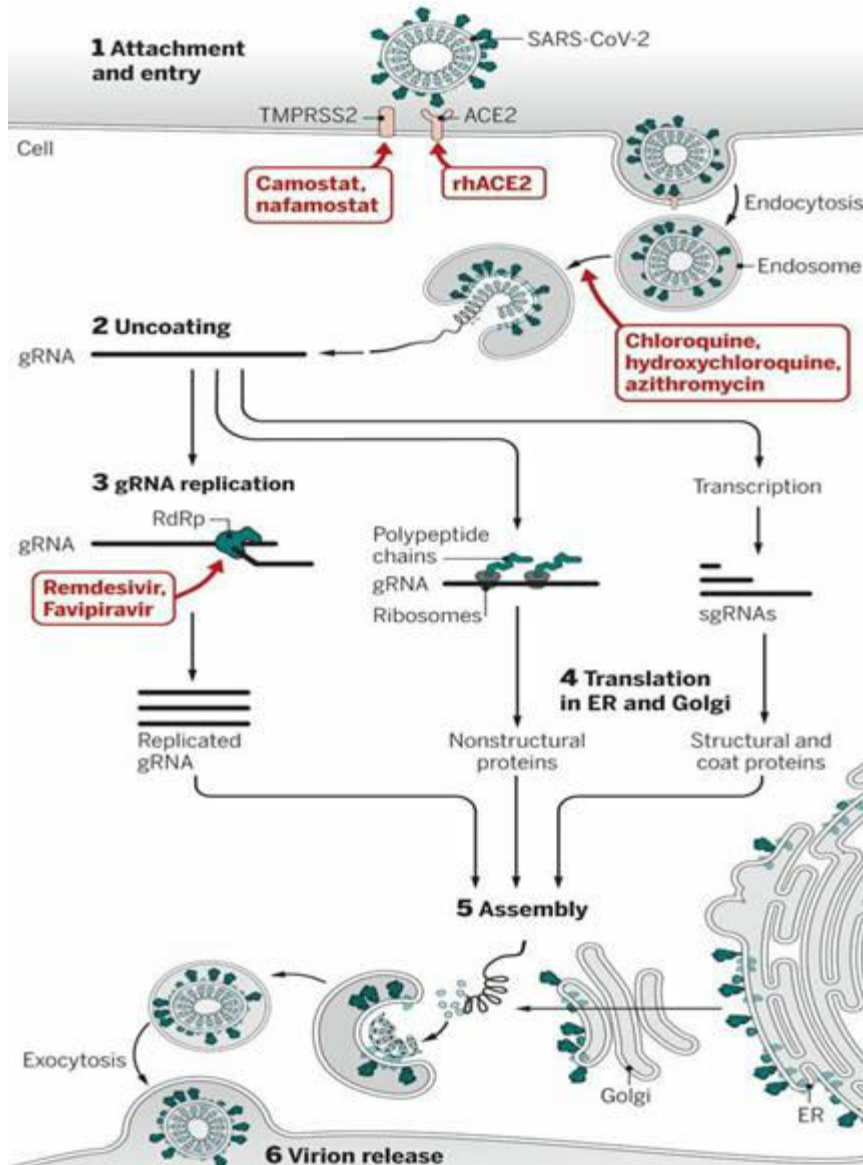 1 Attachment
and entry
SARS-CoV-2
TMPRSS2
ACE2
Cell
Camostat,
nafamostat
rhACE2
Endocytosis
Endosome
2 Uncoating
gRNA
Chloroquine,
hydroxychloroquine,
azithromycin
3 gRNA replication
RdRp
gRNA
Remdesivir,
Favipiravir
Polypeptide
chains
gRNA
Ribosomes
Transcription
sgRNAs
4 Translation
in ER and Golgi
Replicated
gRNA
Nonstructural
proteins
Structural and
coat proteins
5 Assembly
Exocytosis
Golgi
ER
6 Virion release